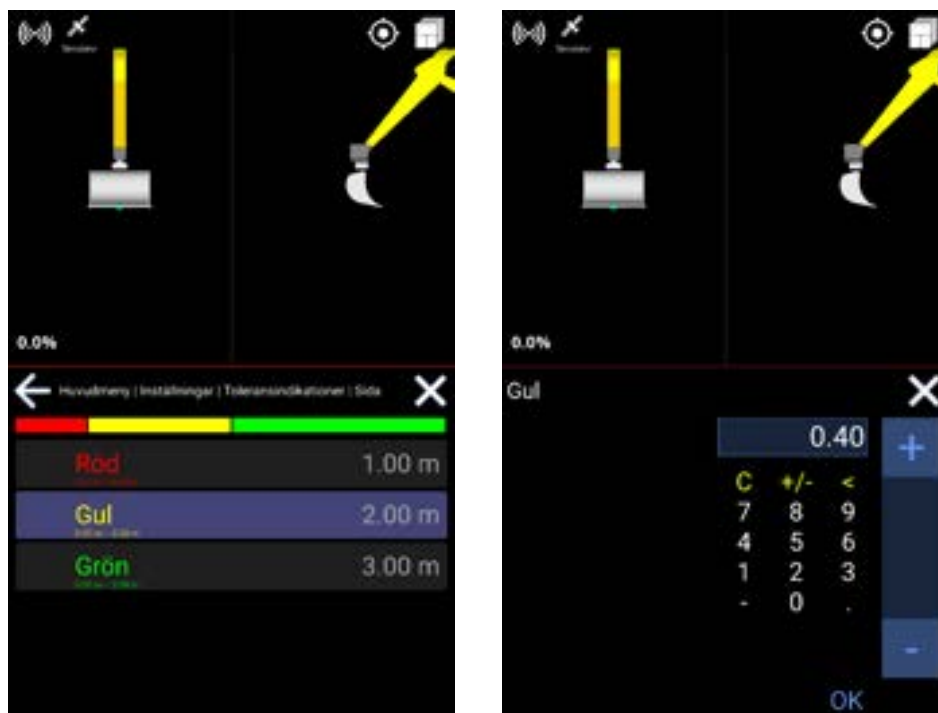 0.0%
Huvudmeny | Inställningar | Toleransindikationer | Sida
Röd 1.00 m
Gul 2.00 m
Grön 3.00 m
0.0%
Gul
0.40
+
C +/- <
7 8 9
4 5 6
1 2 3
- 0 .
-
OK